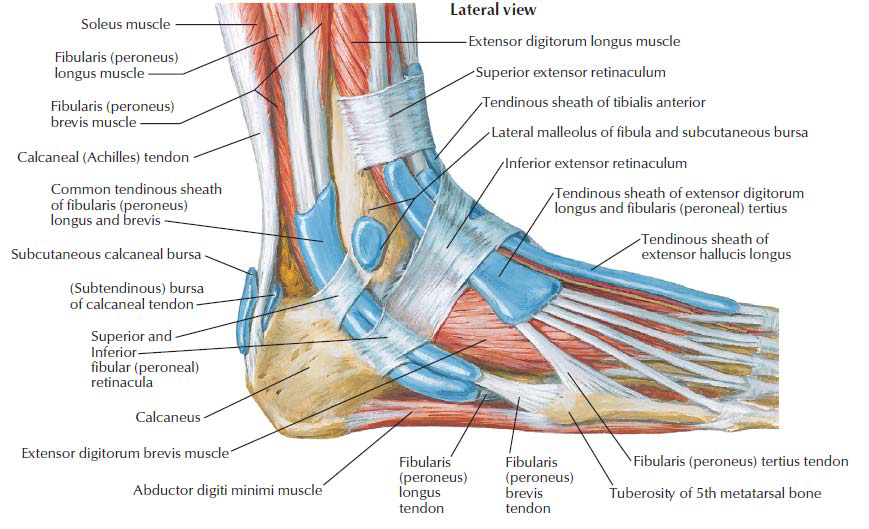 Lateral view
Soleus muscle
Fibularis (peroneus)
longus muscle
Fibularis (peroneus)
brevis muscle
Calcaneal (Achilles) tendon
Common tendinous sheath
of fibularis (peroneus)
longus and brevis
Subcutaneous calcaneal bursa
(Subtendinous) bursa
of calcaneal tendon
Superior and
Inferior
fibular (peroneal)
retinacula
Calcaneus
Extensor digitorum brevis muscle
Abductor digiti minimi muscle
Extensor digitorum longus muscle
Superior extensor retinaculum
Tendinous sheath of tibialis anterior
Lateral malleolus of fibula and subcutaneous bursa
Inferior extensor retinaculum
Tendinous sheath of extensor digitorum
longus and fibularis (peroneal) tertius
Tendinous sheath of
extensor hallucis longus
Fibularis
(peroneus)
longus
tendon
Fibularis
(peroneus)
brevis
tendon
Fibularis (peroneus) tertius tendon
Tuberosity of 5th metatarsal bone